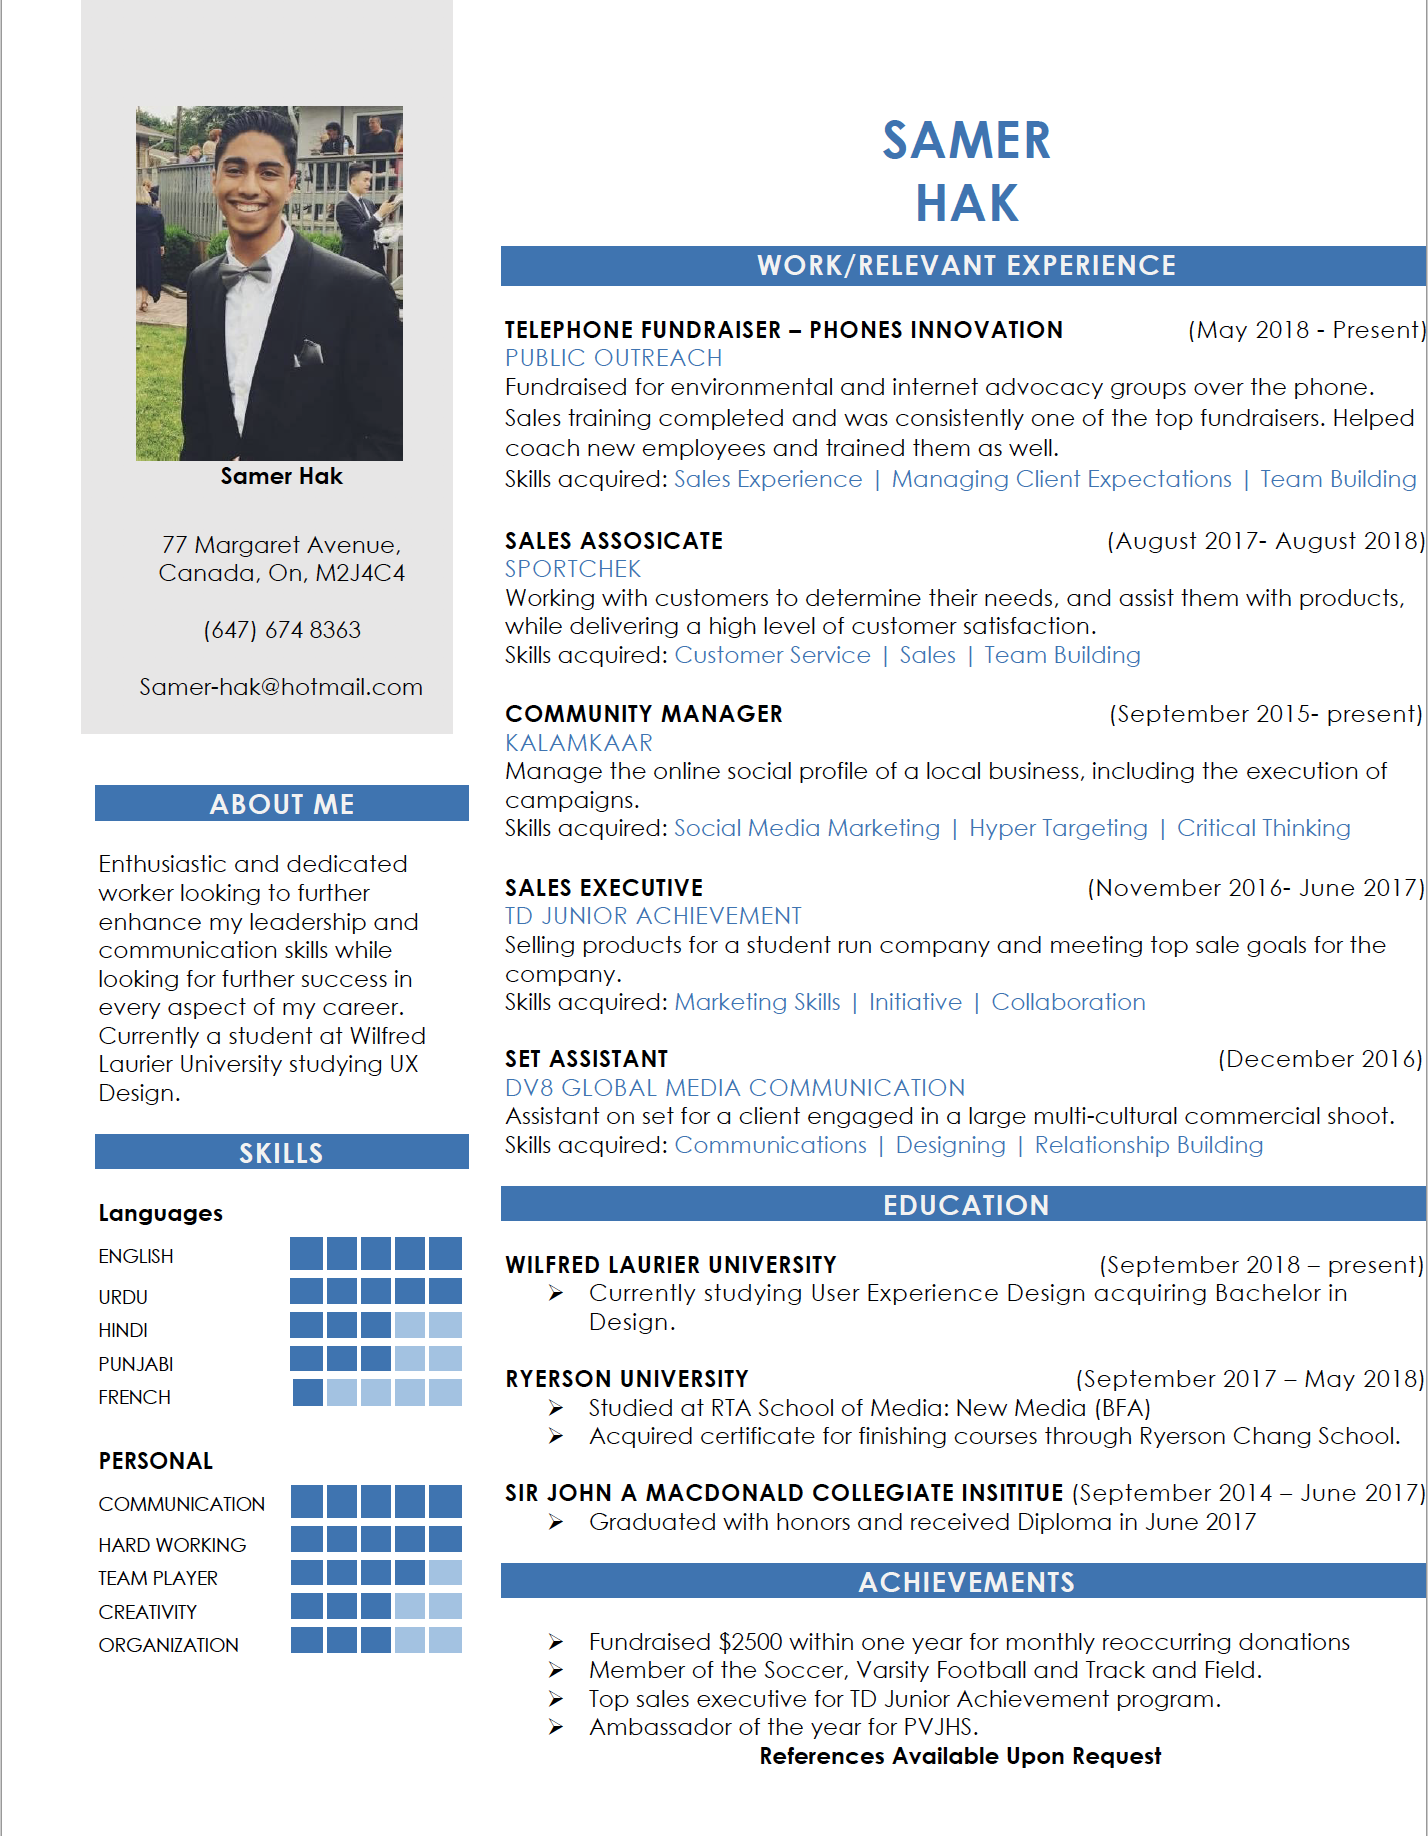 Samer Hak
77 Margaret Avenue,
Canada, On, M2J4C4
(647) 674 8363
Samer-hak@hotmail.com
ABOUT ME
Enthusiastic and dedicated
worker looking to further
enhance my leadership and
communication skills while
looking for further success in
every aspect of my career.
Currently a student at Wilfred
Laurier University studying UX
Design.
SKILLS
Languages
ENGLISH
URDU
HINDI
PUNJABI
FRENCH
PERSONAL
COMMUNICATION
HARD WORKING
TEAM PLAYER
CREATIVITY
ORGANIZATION
SAMER
HAK
WORK/RELEVANT EXPERIENCE
TELEPHONE FUNDRAISER – PHONES INNOVATION (May 2018 - Present)
PUBLIC OUTREACH
Fundraised for environmental and internet advocacy groups over the phone.
Sales training completed and was consistently one of the top fundraisers. Helped
coach new employees and trained them as well.
Skills acquired: Sales Experience | Managing Client Expectations | Team Building
SALES ASSOSICATE (August 2017- August 2018)
SPORTCHEK
Working with customers to determine their needs, and assist them with products,
while delivering a high level of customer satisfaction.
Skills acquired: Customer Service | Sales | Team Building
COMMUNITY MANAGER (September 2015- present)
KALAMKAAR
Manage the online social profile of a local business, including the execution of
campaigns.
Skills acquired: Social Media Marketing | Hyper Targeting | Critical Thinking
SALES EXECUTIVE (November 2016- June 2017)
TD JUNIOR ACHIEVEMENT
Selling products for a student run company and meeting top sale goals for the
company.
Skills acquired: Marketing Skills | Initiative | Collaboration
SET ASSISTANT (December 2016)
DV8 GLOBAL MEDIA COMMUNICATION
Assistant on set for a client engaged in a large multi-cultural commercial shoot.
Skills acquired: Communications | Designing | Relationship Building
EDUCATION
WILFRED LAURIER UNIVERSITY (September 2018 – present)
➢ Currently studying User Experience Design acquiring Bachelor in
Design.
RYERSON UNIVERSITY (September 2017 – May 2018)
➢ Studied at RTA School of Media: New Media (BFA)
➢ Acquired certificate for finishing courses through Ryerson Chang School.
SIR JOHN A MACDONALD COLLEGIATE INSITITUE (September 2014 – June 2017)
➢ Graduated with honors and received Diploma in June 2017
ACHIEVEMENTS
➢ Fundraised $2500 within one year for monthly reoccurring donations
➢ Member of the Soccer, Varsity Football and Track and Field.
➢ Top sales executive for TD Junior Achievement program.
➢ Ambassador of the year for PVJHS.
References Available Upon Request